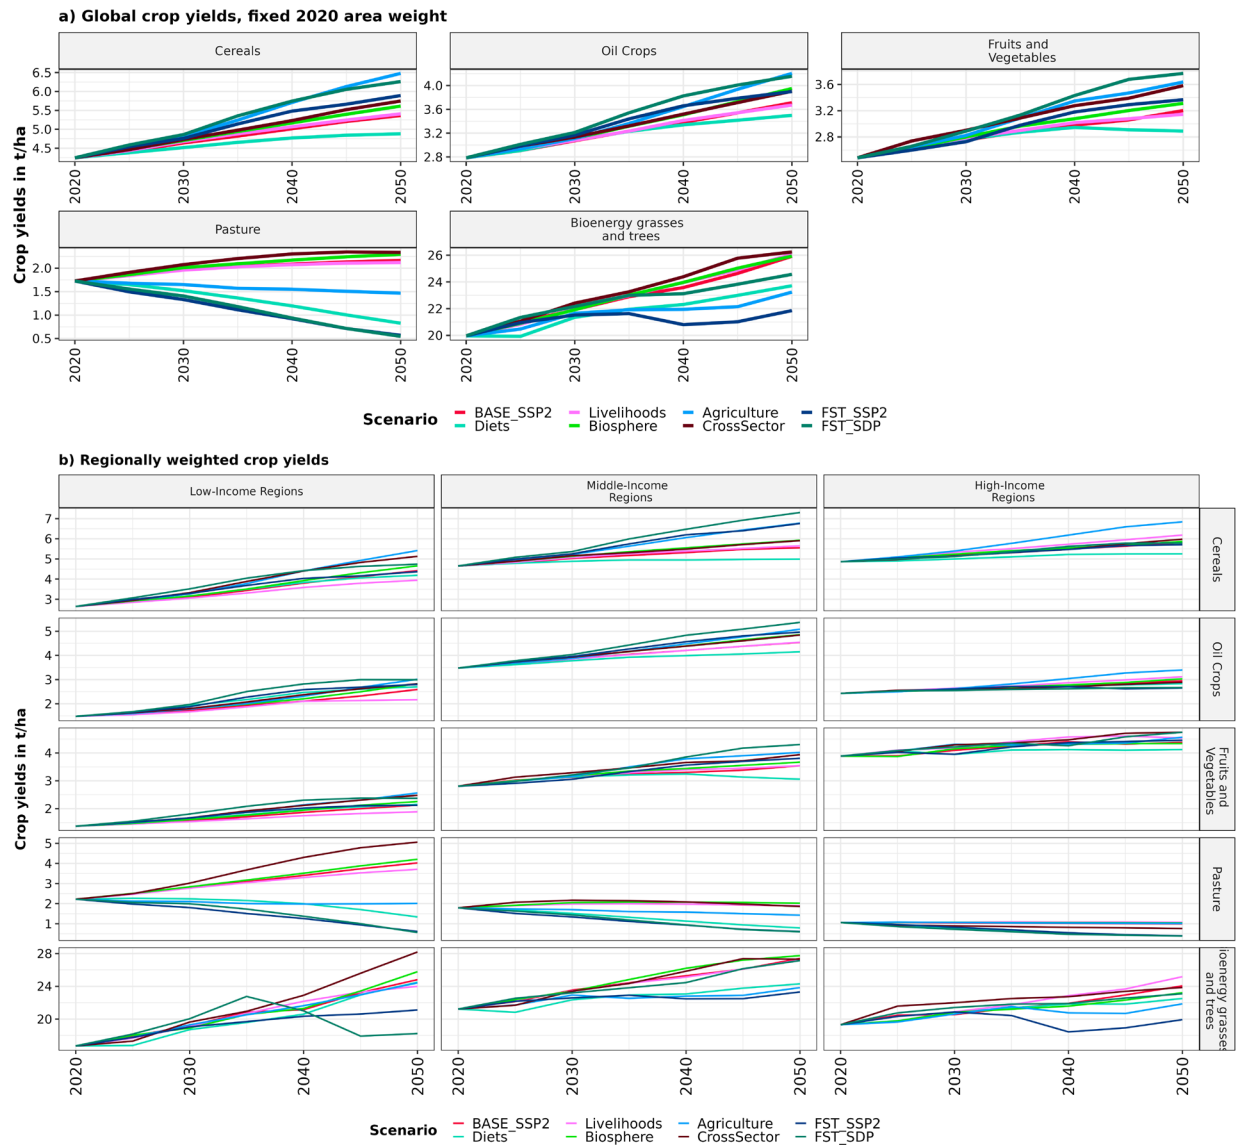 a) Global crop yields, fixed 2020 area weight
Cereals
Oil Crops
Fruits and
Vegetables
6.5
6.0
5.5
5.0
4.5
4.0
3.6
3.2
2.8
3.6
3.2
2.8
2020
2030
2040
2050
2020
2030
2040
2050
2020
2030
2040
2050
Crop yields in t/ha
Pasture
Bioenergy grasses
and trees
2.0
1.5
1.0
0.5
26
24
22
20
2020
2030
2040
2050
2020
2030
2040
2050
Scenario
BASE_SSP2
Livelihoods
Agriculture
FST_SSP2
Diets
Biosphere
CrossSector
FST_SDP
b) Regionally weighted crop yields
Low-Income Regions
Middle-Income
Regions
High-Income
Regions
7
6
5
4
3
Cereals
5
4
3
2
Oil Crops
4
3
2
Fruits and
Vegetables
Crop yields in t/ha
5
4
3
2
1
Pasture
28
24
20
ioenergy grasses
and trees
2020
2030
2040
2050
2020
2030
2040
2050
2020
2030
2040
2050
Scenario
BASE_SSP2
Livelihoods
Agriculture
FST_SSP2
Diets
Biosphere
CrossSector
FST_SDP